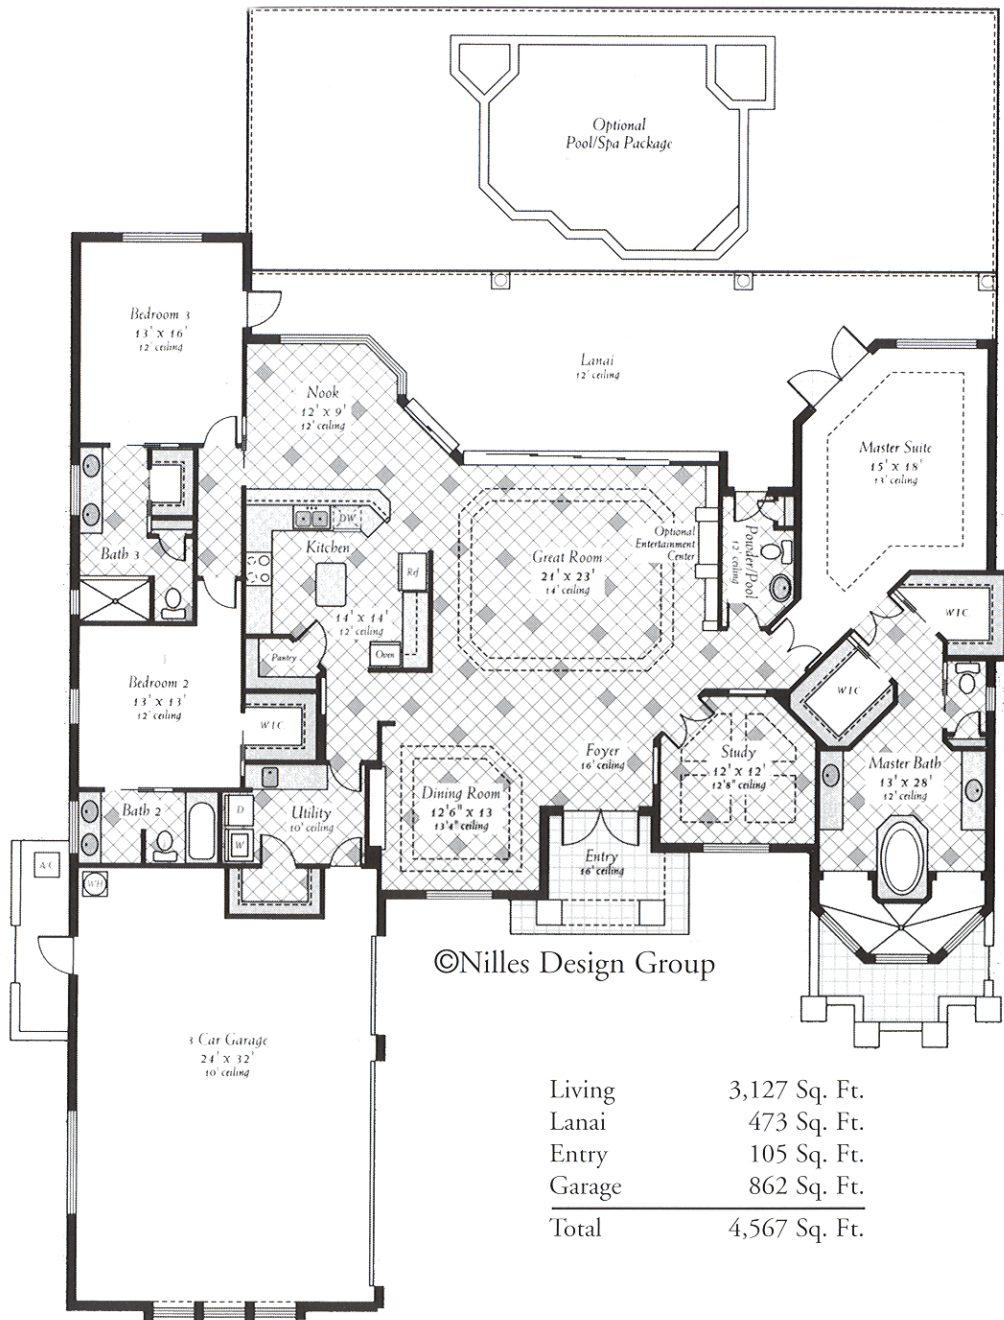 Optional
Pool/Spa Package
Bedroom 3
13' x 16'
12' ceiling
Lanai
12' ceiling
Nook
12' x 9'
12' ceiling
Master Suite
15' x 18'
13' ceiling
DW
Kitchen
14' x 14'
12' ceiling
Ref
Oven
Pantry
Great Room
21' x 23'
14' ceiling
Optional
Entertainment
Center
Powder/Pool
12' ceiling
Bath 3
WIC
WIC
Bedroom 2
13' x 13'
12' ceiling
WIC
Foyer
16' ceiling
Study
12' x 12'
12'8" ceiling
Master Bath
13' x 28'
12' ceiling
Dining Room
12'6" x 13
13'4" ceiling
Bath 2
D
W
Utility
10' ceiling
Entry
16' ceiling
A/C
WH
©Nilles Design Group
3 Car Garage
24' x 32'
10' ceiling
Living 3,127 Sq. Ft.
Lanai 473 Sq. Ft.
Entry 105 Sq. Ft.
Garage 862 Sq. Ft.
Total 4,567 Sq. Ft.